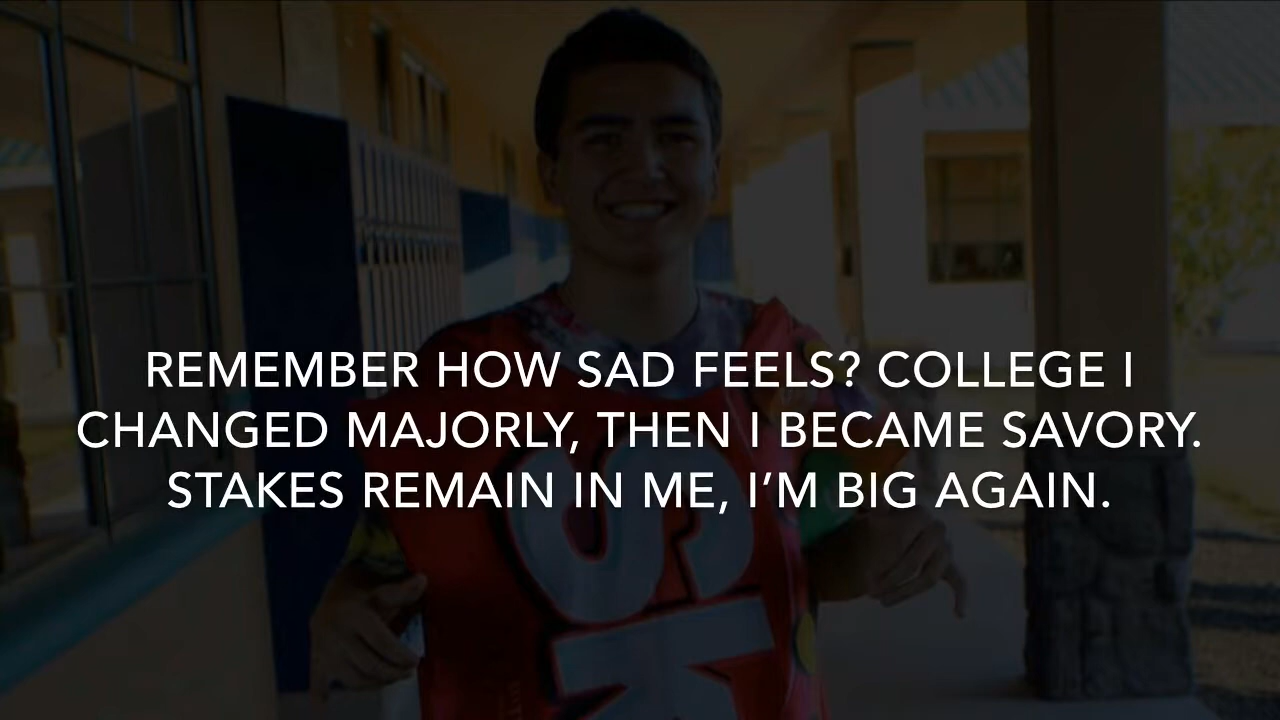 REMEMBER HOW SAD FEELS? COLLEGE I
CHANGED MAJORLY, THEN I BECAME SAVORY.
STAKES REMAIN IN ME, I’M BIG AGAIN.